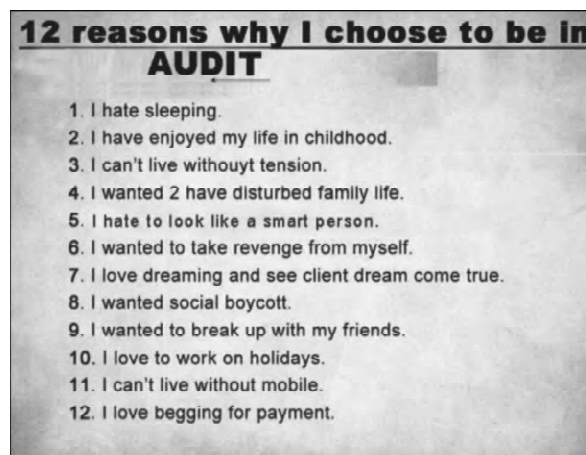 12 reasons why I choose to be in
AUDIT
1. I hate sleeping.
2. I have enjoyed my life in childhood.
3. I can't live withouyt tension.
4. I wanted 2 have disturbed family life.
5. I hate to look like a smart person.
6. I wanted to take revenge from myself.
7. I love dreaming and see client dream come true.
8. I wanted social boycott.
9. I wanted to break up with my friends.
10. I love to work on holidays.
11. I can't live without mobile.
12. I love begging for payment.